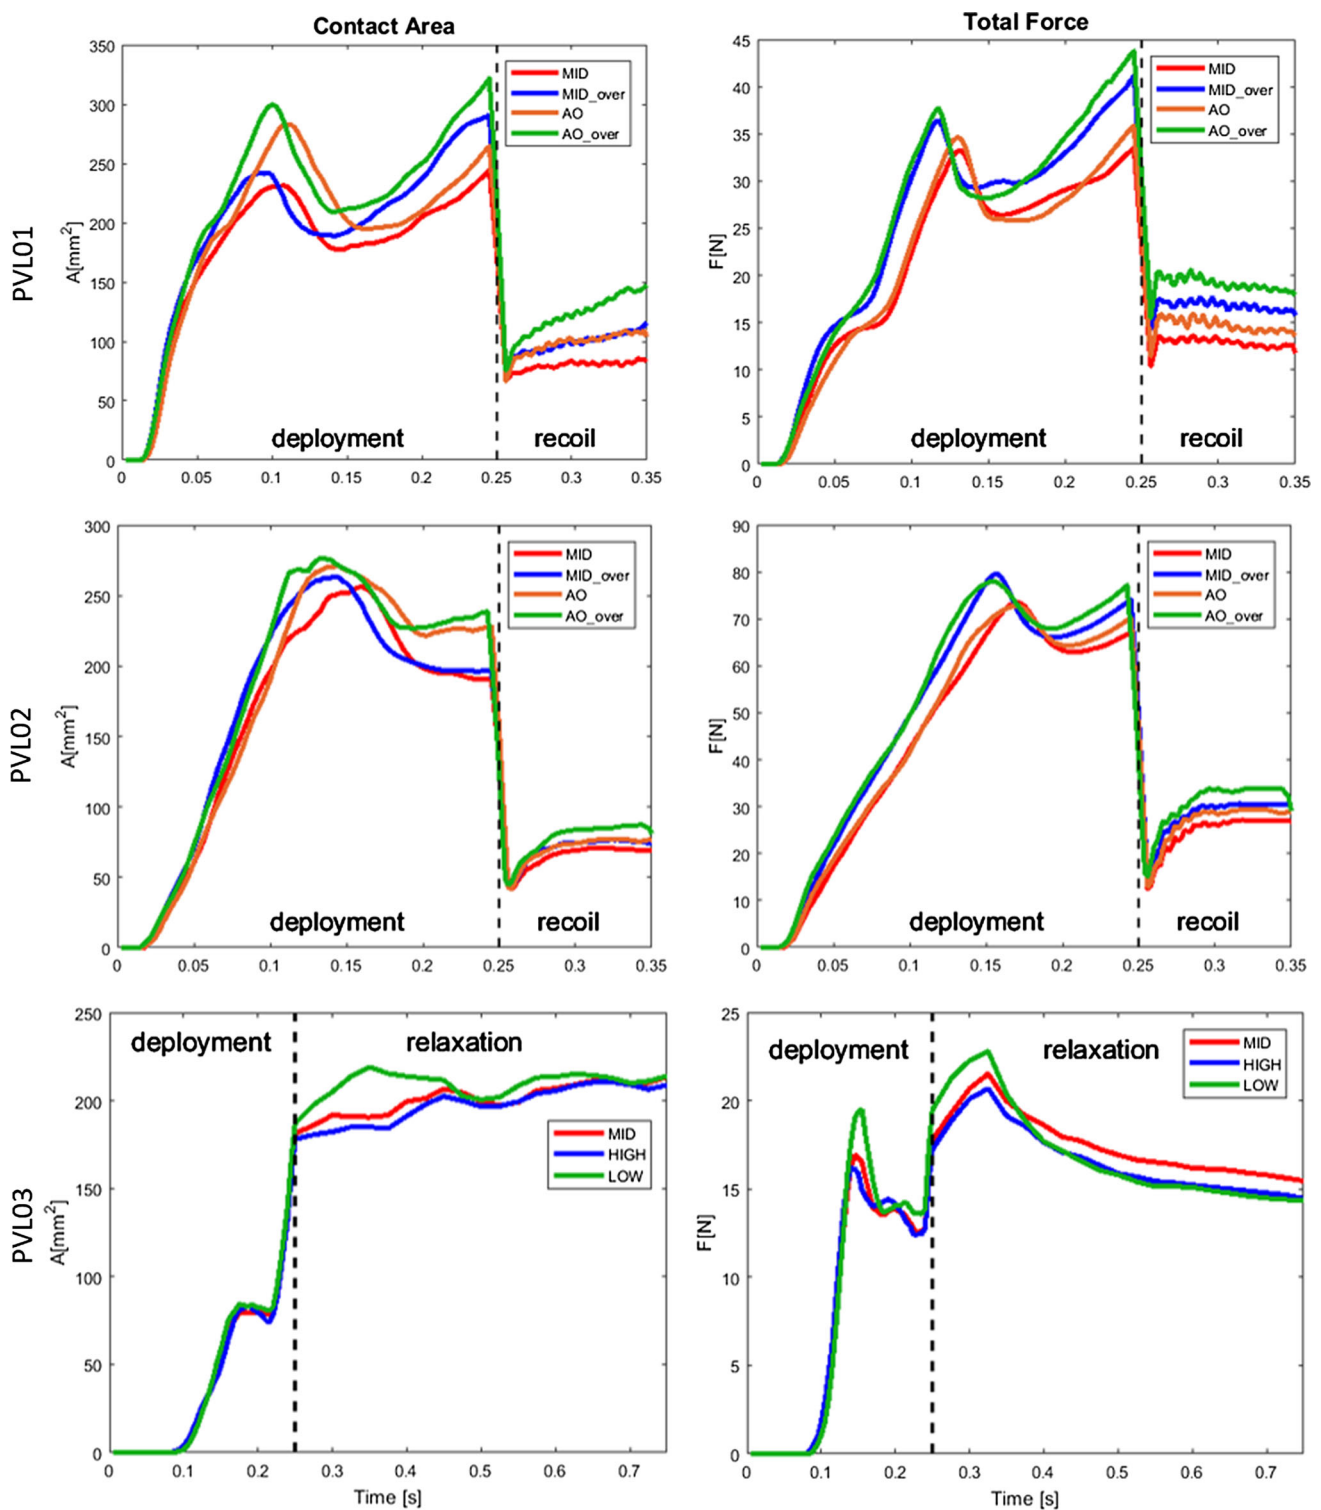 Contact Area
Total Force
PVL01
A[mm2]
350
300
250
200
150
100
50
0
0 0.05 0.1 0.15 0.2 0.25 0.3 0.35
MID
MID_over
AO
AO_over
deployment
recoil
F[N]
45
40
35
30
25
20
15
10
5
0
0 0.05 0.1 0.15 0.2 0.25 0.3 0.35
MID
MID_over
AO
AO_over
deployment
recoil
PVL02
A[mm2]
300
250
200
150
100
50
0
0 0.05 0.1 0.15 0.2 0.25 0.3 0.35
MID
MID_over
AO
AO_over
deployment
recoil
F[N]
90
80
70
60
50
40
30
20
10
0
0 0.05 0.1 0.15 0.2 0.25 0.3 0.35
MID
MID_over
AO
AO_over
deployment
recoil
PVL03
A[mm2]
250
200
150
100
50
0
0 0.1 0.2 0.3 0.4 0.5 0.6 0.7
Time [s]
deployment
relaxation
MID
HIGH
LOW
F[N]
25
20
15
10
5
0
0 0.1 0.2 0.3 0.4 0.5 0.6 0.7
Time [s]
deployment
relaxation
MID
HIGH
LOW